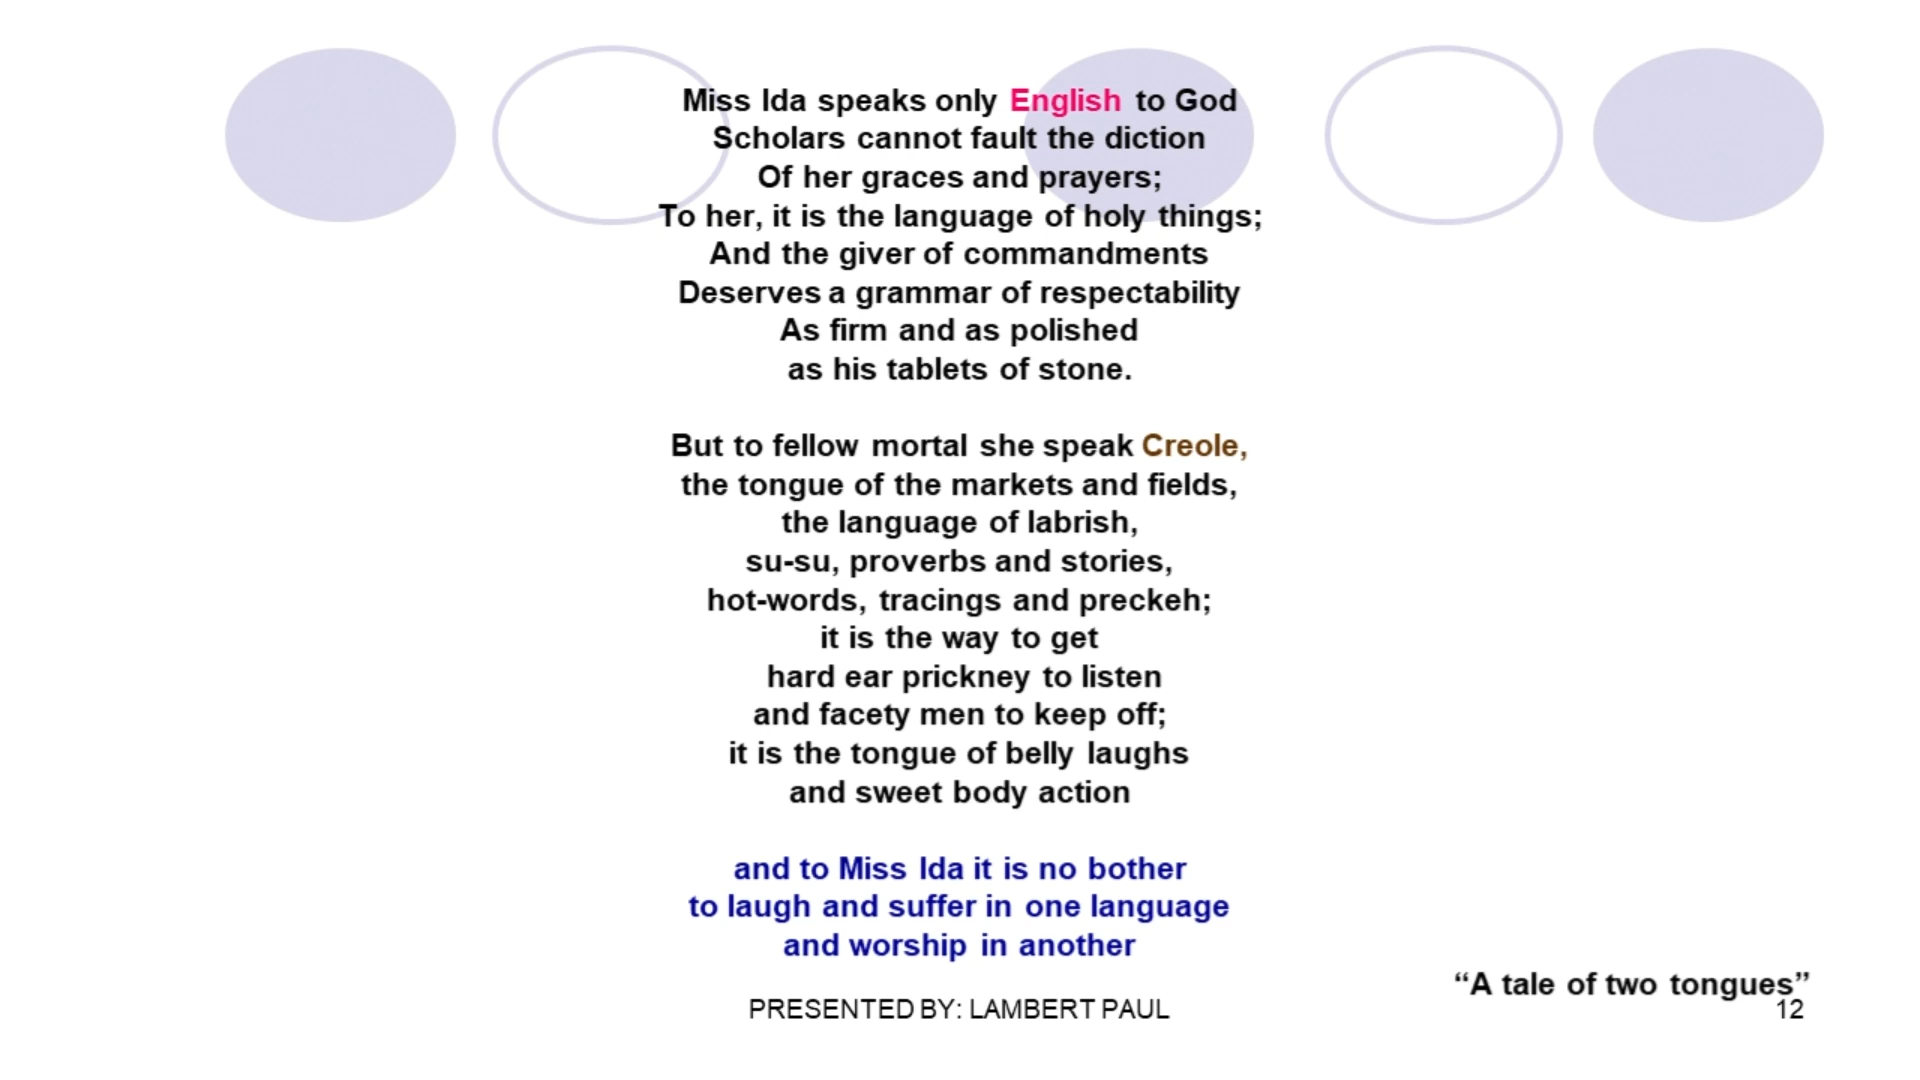 Miss Ida speaks only English to God
Scholars cannot fault the diction
Of her graces and prayers;
To her, it is the language of holy things;
And the giver of commandments
Deserves a grammar of respectability
As firm and as polished
as his tablets of stone.
But to fellow mortal she speak Creole,
the tongue of the markets and fields,
the language of labrish,
su-su, proverbs and stories,
hot-words, tracings and preckeh;
it is the way to get
hard ear prickney to listen
and facety men to keep off;
it is the tongue of belly laughs
and sweet body action
and to Miss Ida it is no bother
to laugh and suffer in one language
and worship in another
“A tale of two tongues”
PRESENTED BY: LAMBERT PAUL
12